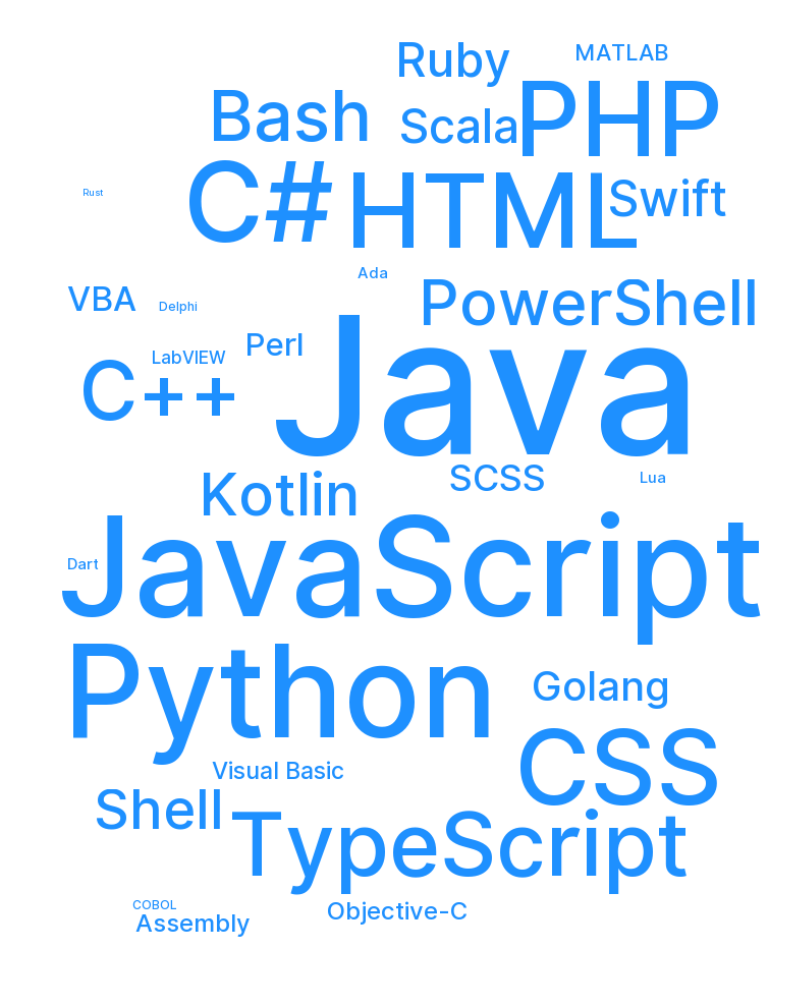 Ruby
MATLAB
Bash
Scala
PHP
C#
HTML
Swift
Rust
Ada
VBA
Delphi
PowerShell
Perl
LabVIEW
C++
Java
SCSS
Lua
Kotlin
JavaScript
Dart
Python
Golang
CSS
Visual Basic
Shell
TypeScript
COBOL
Objective-C
Assembly